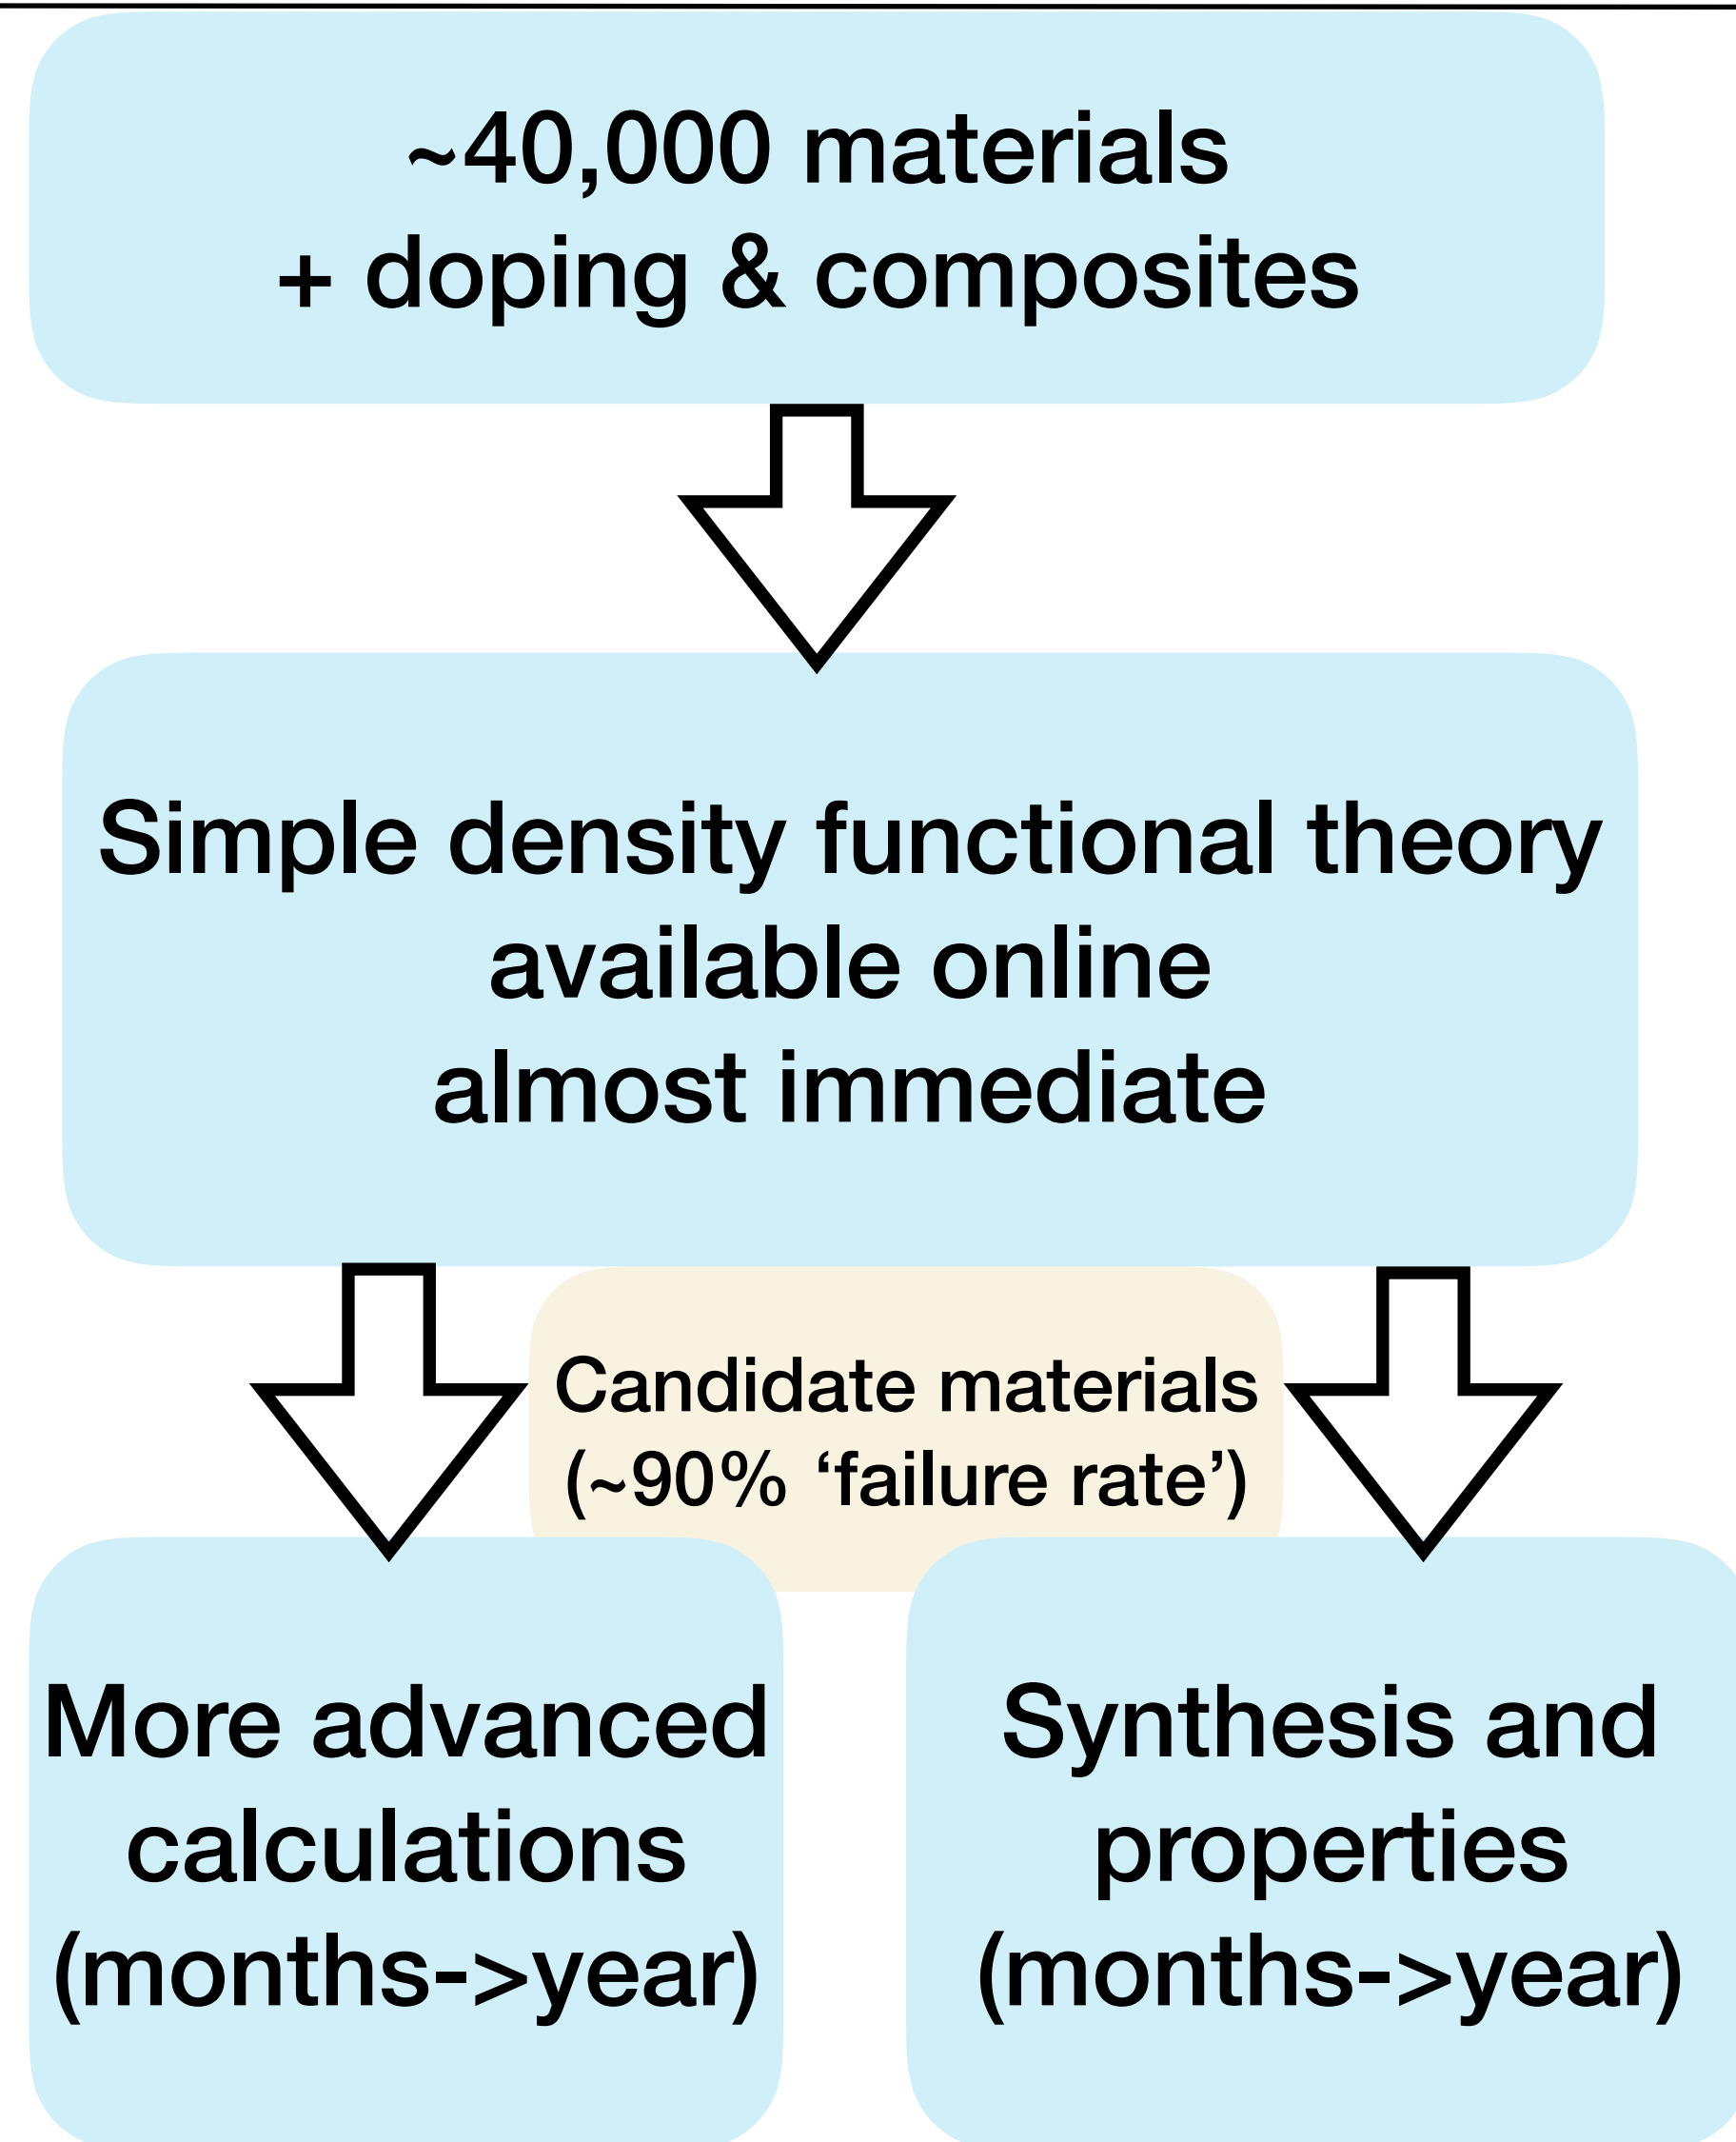 ~40,000 materials
+ doping & composites
Simple density functional theory
available online
almost immediate
Candidate materials
(~90% ‘failure rate’)
More advanced
calculations
(months->year)
Synthesis and
properties
(months->year)